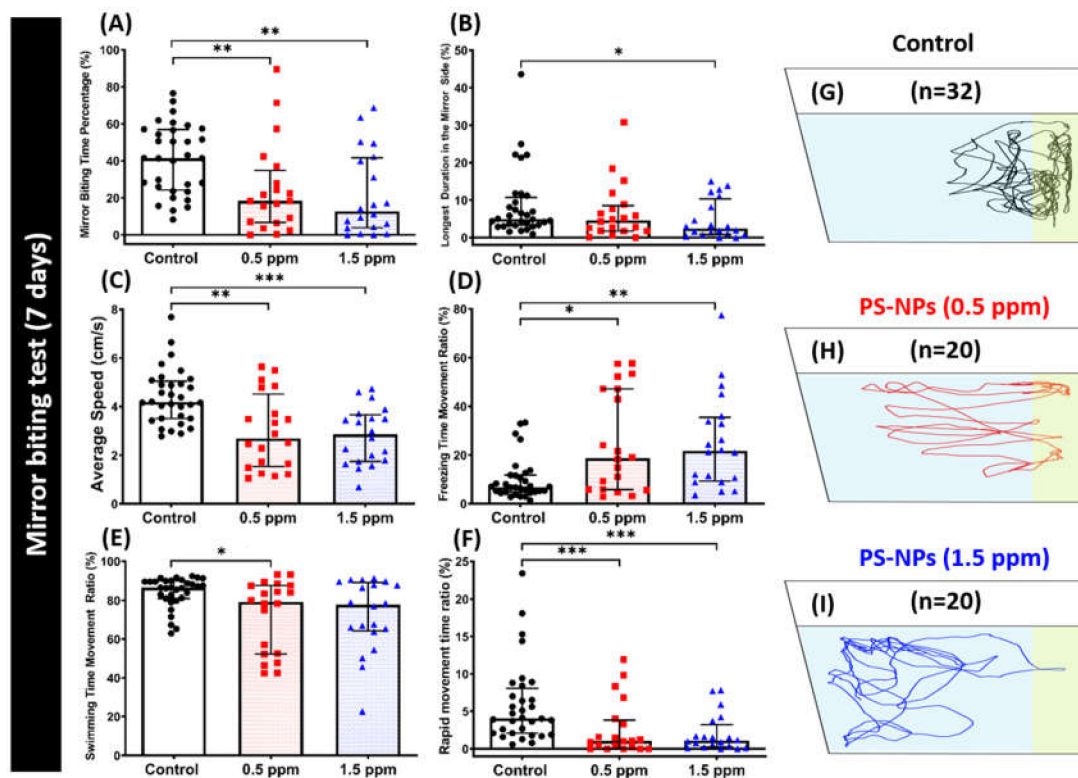 Mirror biting test (7 days)
(A)
Mirror Biting Time Percentage (%)
100
80
60
40
20
0
**
**
Control
0.5 ppm
1.5 ppm
(B)
Longest Duration in the Mirror Side (%)
50
40
30
20
10
0
*
Control
0.5 ppm
1.5 ppm
(C)
Average Speed (cm/s)
8
6
4
2
0
***
**
Control
0.5 ppm
1.5 ppm
(D)
Freezing Time Movement Ratio (%)
80
60
40
20
0
**
*
Control
0.5 ppm
1.5 ppm
(E)
Swimming Time Movement Ratio (%)
100
80
60
40
20
0
*
Control
0.5 ppm
1.5 ppm
(F)
Rapid movement time ratio (%)
25
20
15
10
5
0
***
***
Control
0.5 ppm
1.5 ppm
Control
(G) (n=32)
PS-NPs (0.5 ppm)
(H) (n=20)
PS-NPs (1.5 ppm)
(I) (n=20)